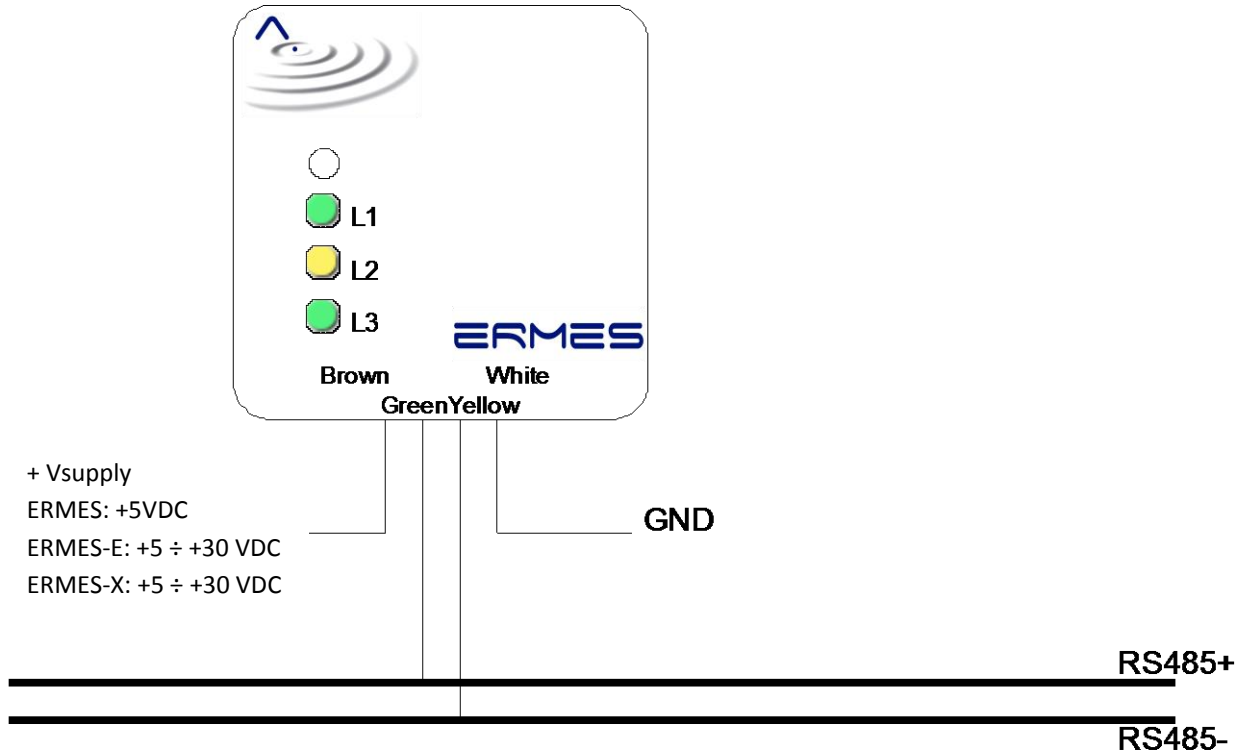 L1
L2
L3
ERMES
Brown White
GreenYellow
+ Vsupply
ERMES: +5VDC
ERMES-E: +5 ÷ +30 VDC
ERMES-X: +5 ÷ +30 VDC
GND
RS485+
RS485-